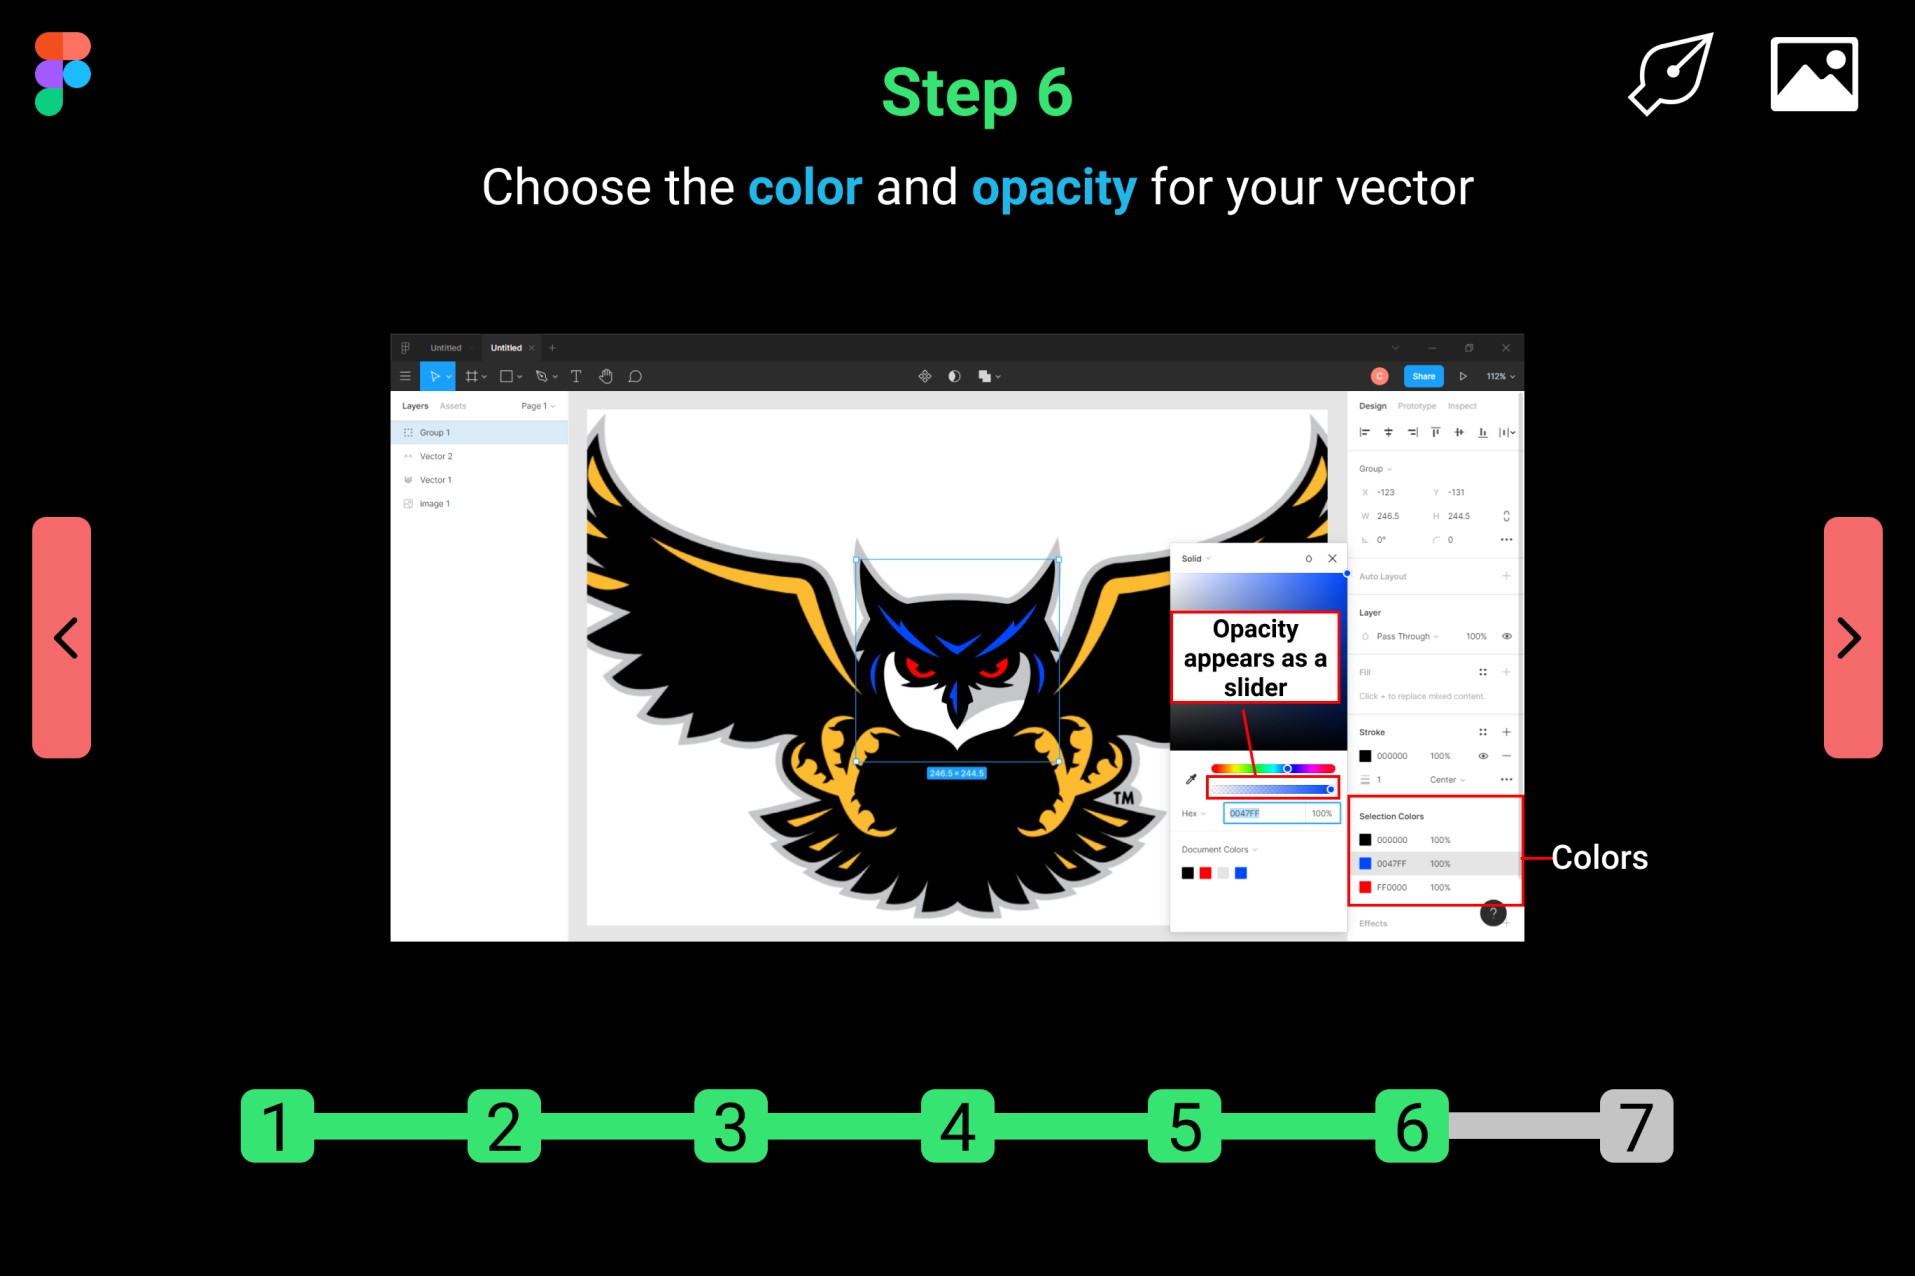 Step 6
Choose the color and opacity for your vector
Untitled
Untitled
T
C
Share
112%
Layers
Assets
Page 1
Group 1
Vector 2
Vector 1
image 1
246.5 × 244.5
TM
Solid
Opacity
appears as a
slider
Hex
0047FF
100%
Document Colors
Design
Prototype
Inspect
Group
X
-123
Y
-131
W
246.5
H
244.5
0°
0
Auto Layout
Layer
Pass Through
100%
Fill
Click + to replace mixed content.
Stroke
000000
100%
1
Center
Selection Colors
000000
100%
0047FF
100%
FF0000
100%
Effects
?
Colors
1
2
3
4
5
6
7